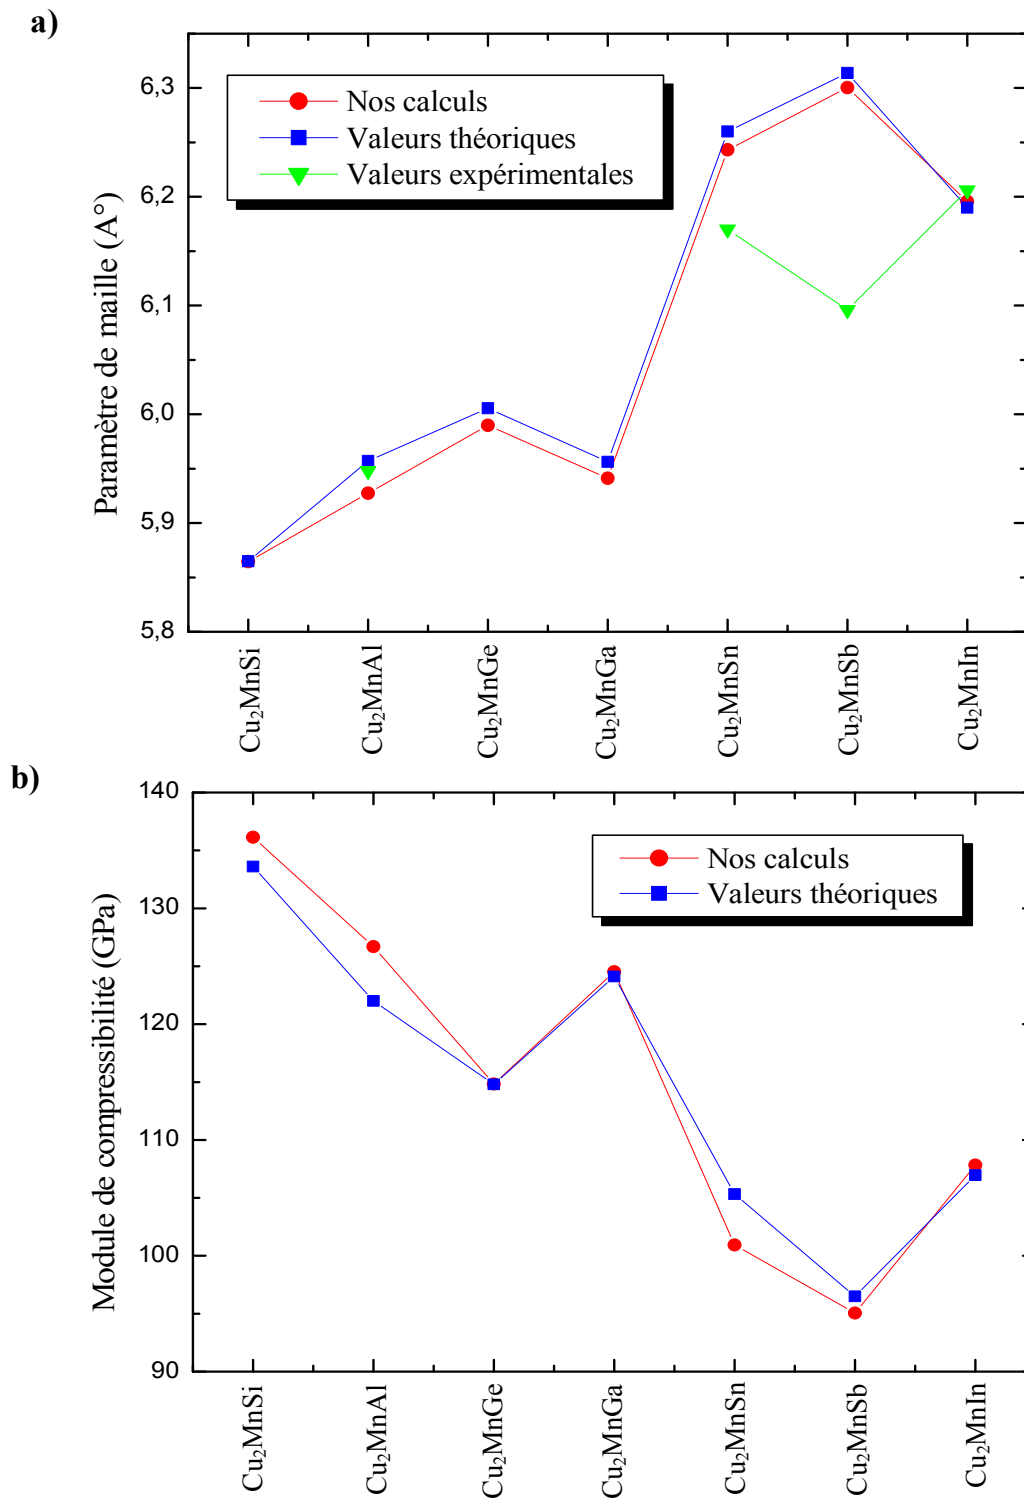 a)
6,3
6,2
6,1
6,0
5,9
5,8
Paramètre de maille (A°)
Nos calculs
Valeurs théoriques
Valeurs expérimentales
Cu₂MnSi
Cu₂MnAl
Cu₂MnGe
Cu₂MnGa
Cu₂MnSn
Cu₂MnSb
Cu₂MnIn
b)
140
130
120
110
100
90
Module de compressibilité (GPa)
Nos calculs
Valeurs théoriques
Cu₂MnSi
Cu₂MnAl
Cu₂MnGe
Cu₂MnGa
Cu₂MnSn
Cu₂MnSb
Cu₂MnIn